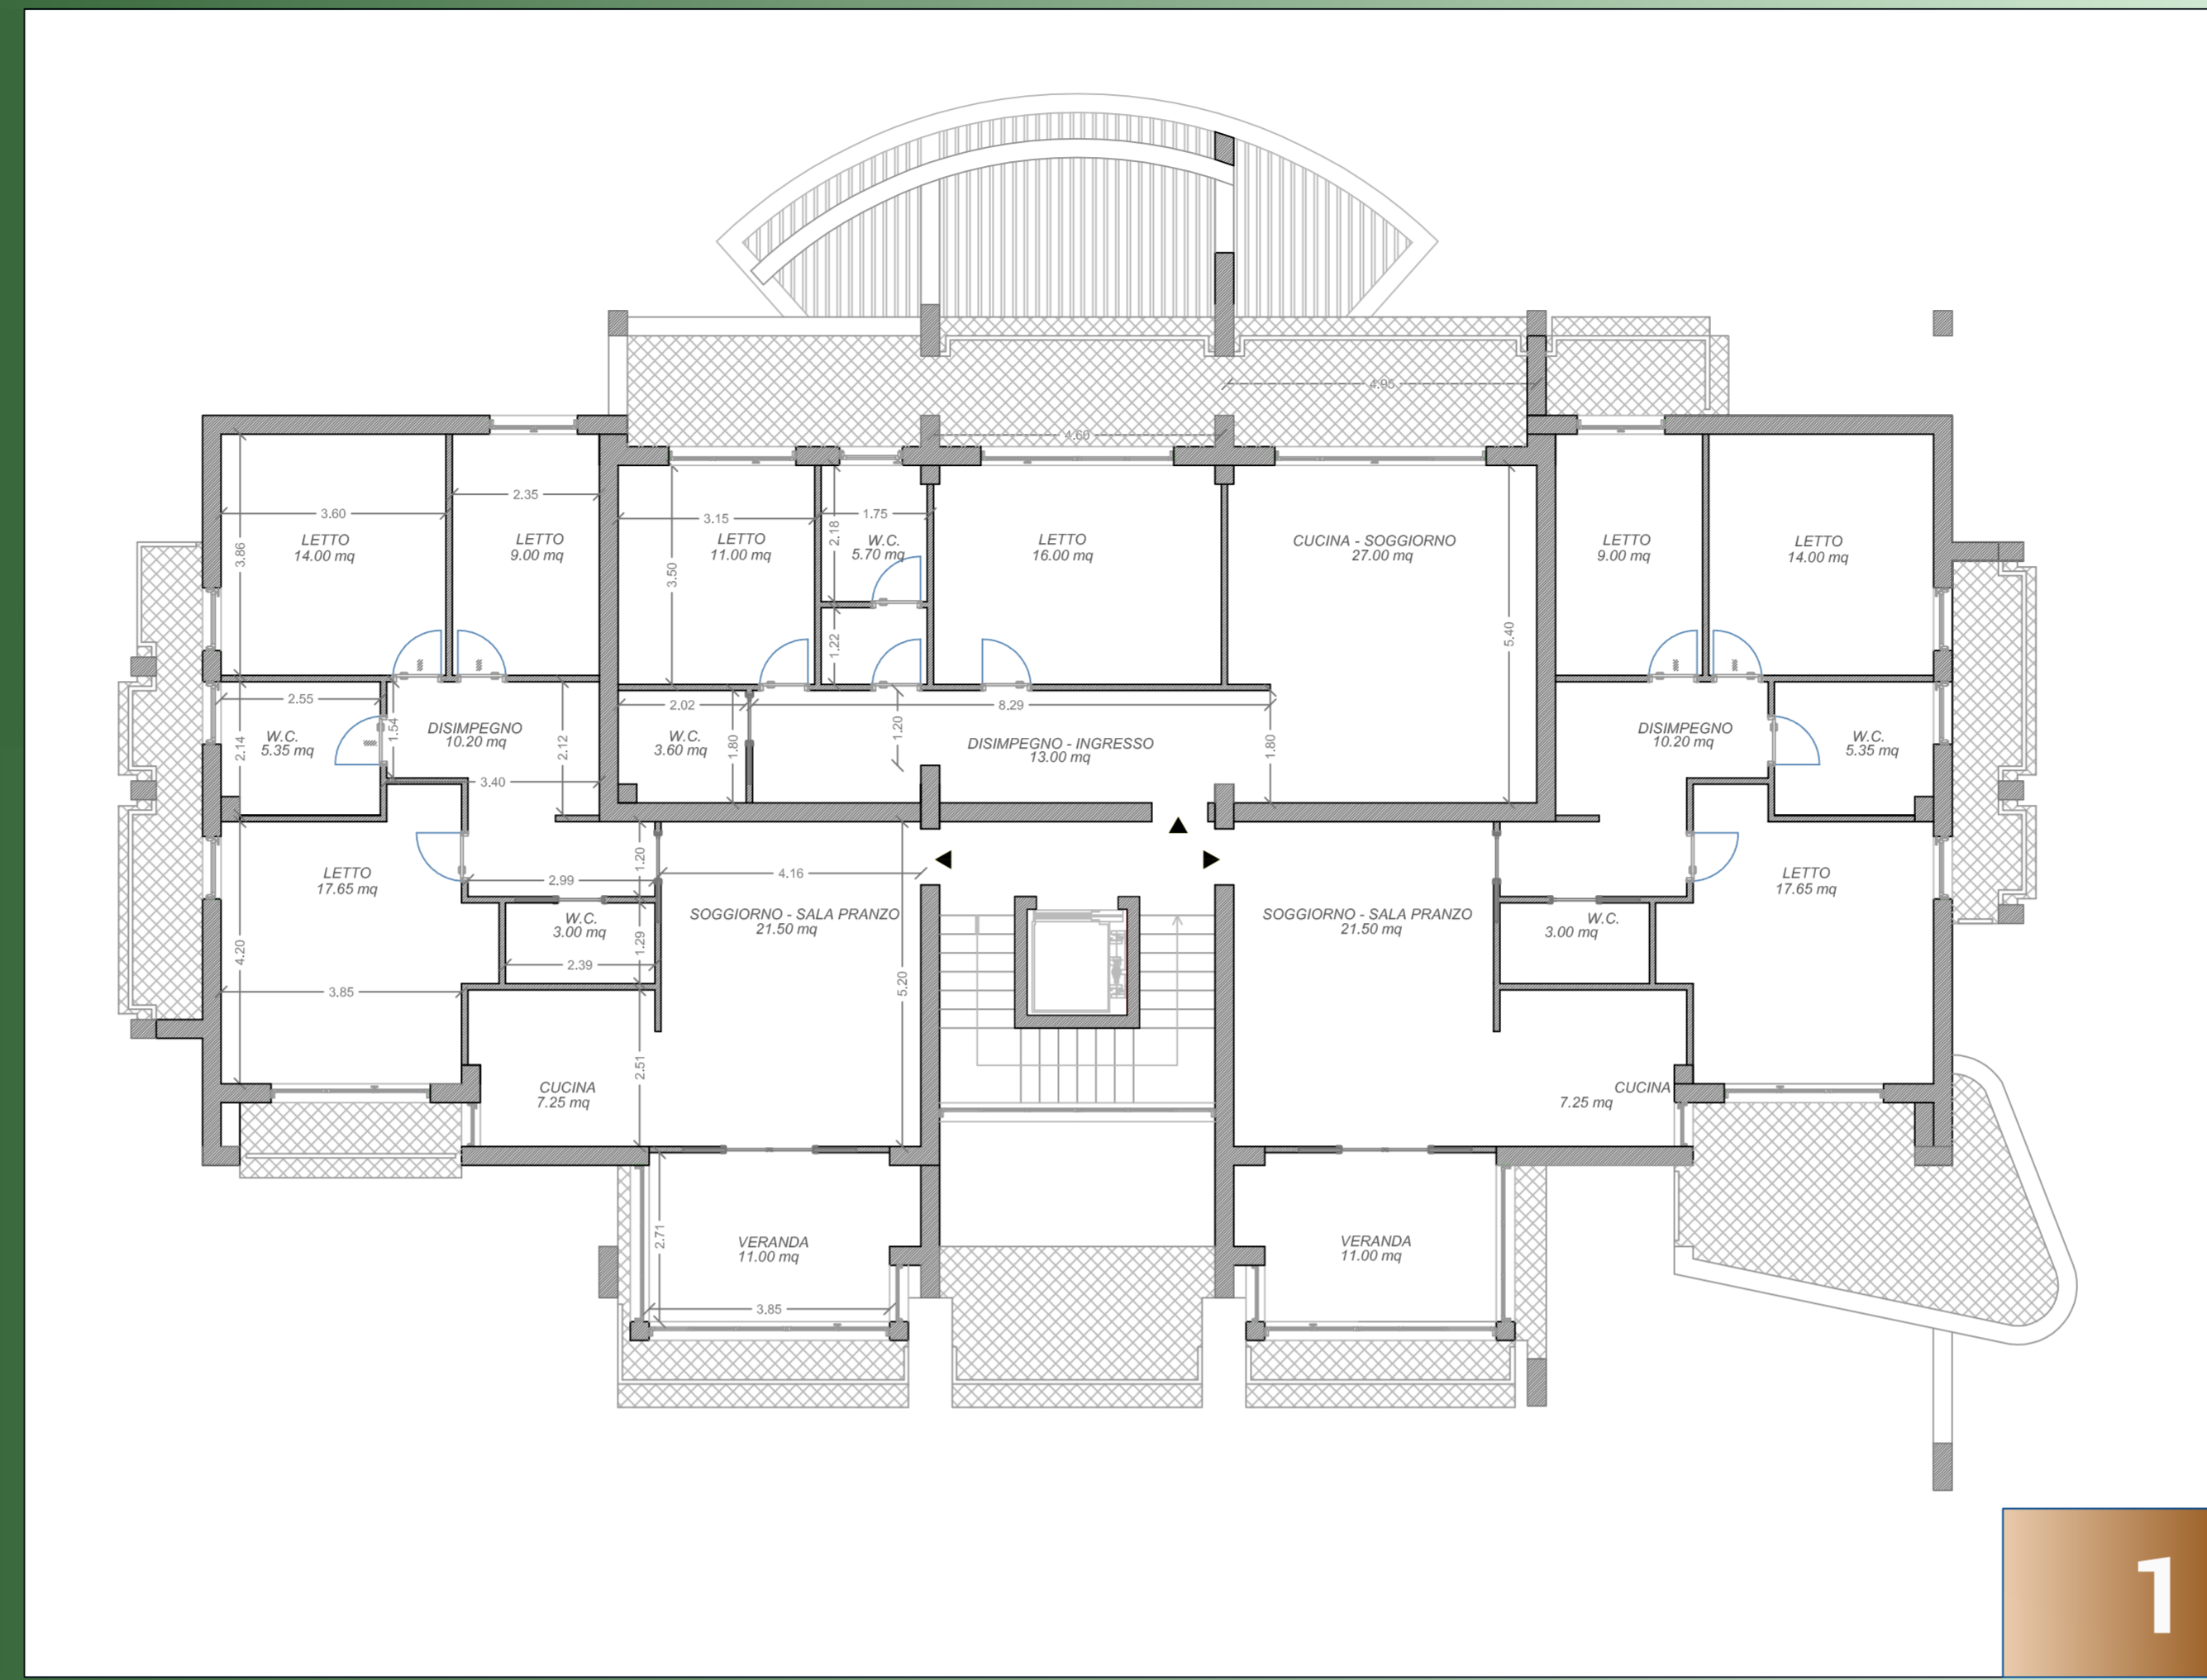 4.95
4.60
2.35
3.60
3.15
1.75
2.18
3.86
3.50
LETTO
14.00 mq
LETTO
9.00 mq
LETTO
11.00 mq
W.C.
5.70 mq
LETTO
16.00 mq
CUCINA - SOGGIORNO
27.00 mq
LETTO
9.00 mq
LETTO
14.00 mq
1.22
5.40
2.55
2.02
8.29
1.54
2.14
2.12
1.80
1.20
1.80
W.C.
5.35 mq
DISIMPEGNO
10.20 mq
W.C.
3.60 mq
DISIMPEGNO - INGRESSO
13.00 mq
DISIMPEGNO
10.20 mq
W.C.
5.35 mq
3.40
1.20
4.16
2.99
LETTO
17.65 mq
LETTO
17.65 mq
W.C.
3.00 mq
SOGGIORNO - SALA PRANZO
21.50 mq
SOGGIORNO - SALA PRANZO
21.50 mq
W.C.
3.00 mq
4.20
1.29
2.39
5.20
3.85
2.51
CUCINA
7.25 mq
CUCINA
7.25 mq
2.71
VERANDA
11.00 mq
VERANDA
11.00 mq
3.85
1